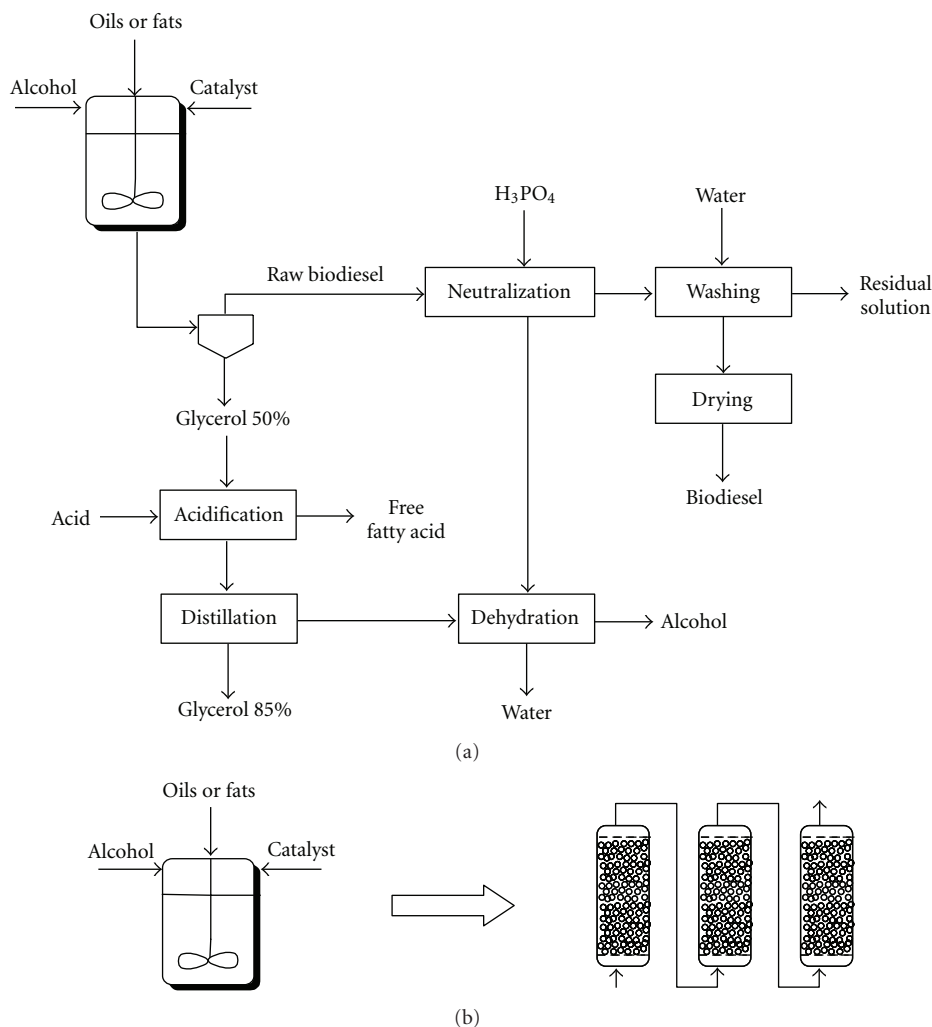 Oils or fats
Alcohol
Catalyst
H₃PO₄
Water
Raw biodiesel
Neutralization
Washing
Residual
solution
Glycerol 50%
Drying
Biodiesel
Acid
Acidification
Free
fatty acid
Distillation
Dehydration
Alcohol
Glycerol 85%
Water
(a)
Oils or fats
Alcohol
Catalyst
(b)